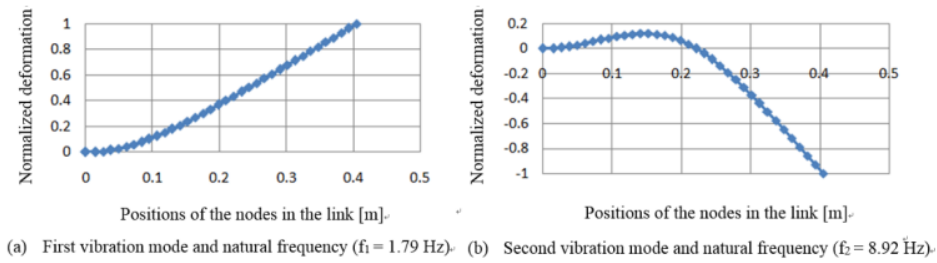 Normalized deformation
1
0.8
0.6
0.4
0.2
0
0 0.1 0.2 0.3 0.4 0.5
Positions of the nodes in the link [m]
(a) First vibration mode and natural frequency (f₁ = 1.79 Hz)
Normalized deformation
0.2
0
-0.2
-0.4
-0.6
-0.8
-1
0 0.1 0.2 0.3 0.4 0.5
Positions of the nodes in the link [m]
(b) Second vibration mode and natural frequency (f₂ = 8.92 Hz)